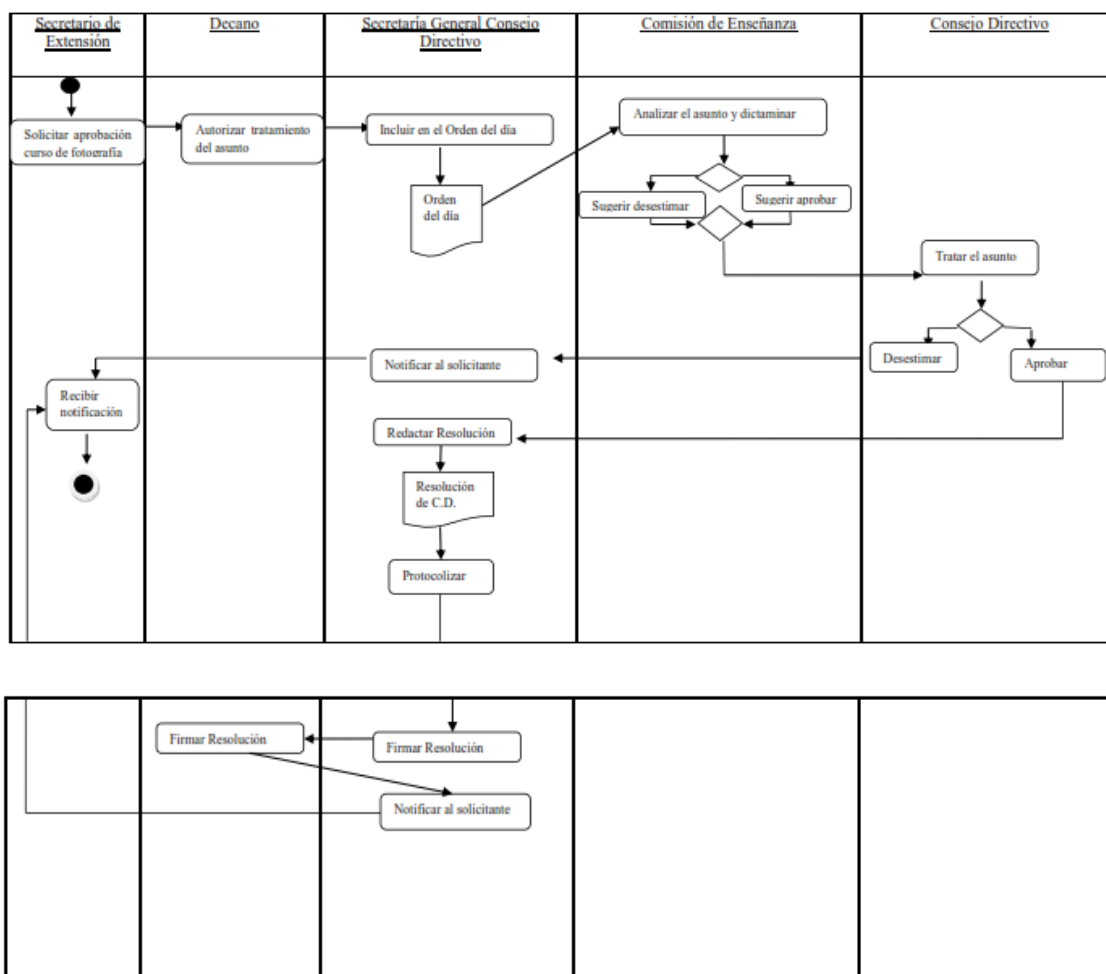 Secretario de
Extensión
Decano
Secretaría General Consejo
Directivo
Comisión de Enseñanza
Consejo Directivo
Solicitar aprobación
curso de fotografía
Autorizar tratamiento
del asunto
Incluir en el Orden del día
Analizar el asunto y dictaminar
Orden
del día
Sugerir desestimar
Sugerir aprobar
Tratar el asunto
Desestimar
Aprobar
Notificar al solicitante
Recibir
notificación
Redactar Resolución
Resolución
de C.D.
Protocolizar
Firmar Resolución
Firmar Resolución
Notificar al solicitante